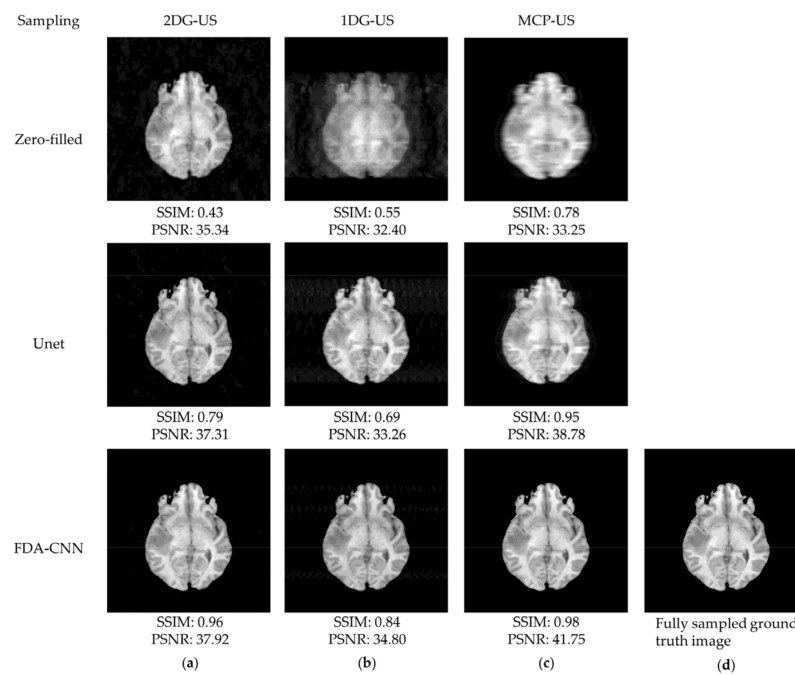 Sampling 2DG-US 1DG-US MCP-US
Zero-filled
SSIM: 0.43 SSIM: 0.55 SSIM: 0.78
PSNR: 35.34 PSNR: 32.40 PSNR: 33.25
Unet
SSIM: 0.79 SSIM: 0.69 SSIM: 0.95
PSNR: 37.31 PSNR: 33.26 PSNR: 38.78
FDA-CNN
SSIM: 0.96 SSIM: 0.84 SSIM: 0.98 Fully sampled ground
PSNR: 37.92 PSNR: 34.80 PSNR: 41.75 truth image
(a) (b) (c) (d)